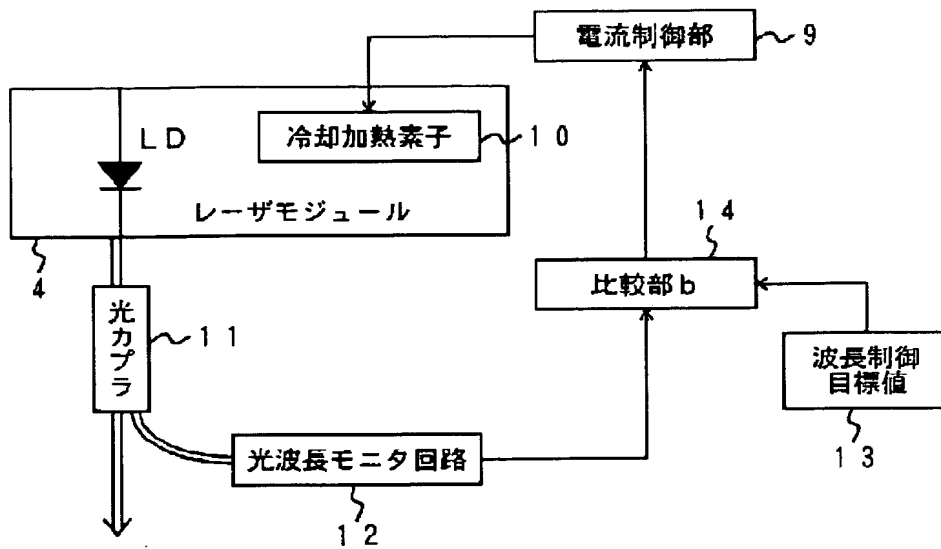 電流制御部
9
冷却加熱素子
10
LD
レーザモジュール
4
14
比較部b
光カプラ
11
波長制御
目標値
13
光波長モニタ回路
12